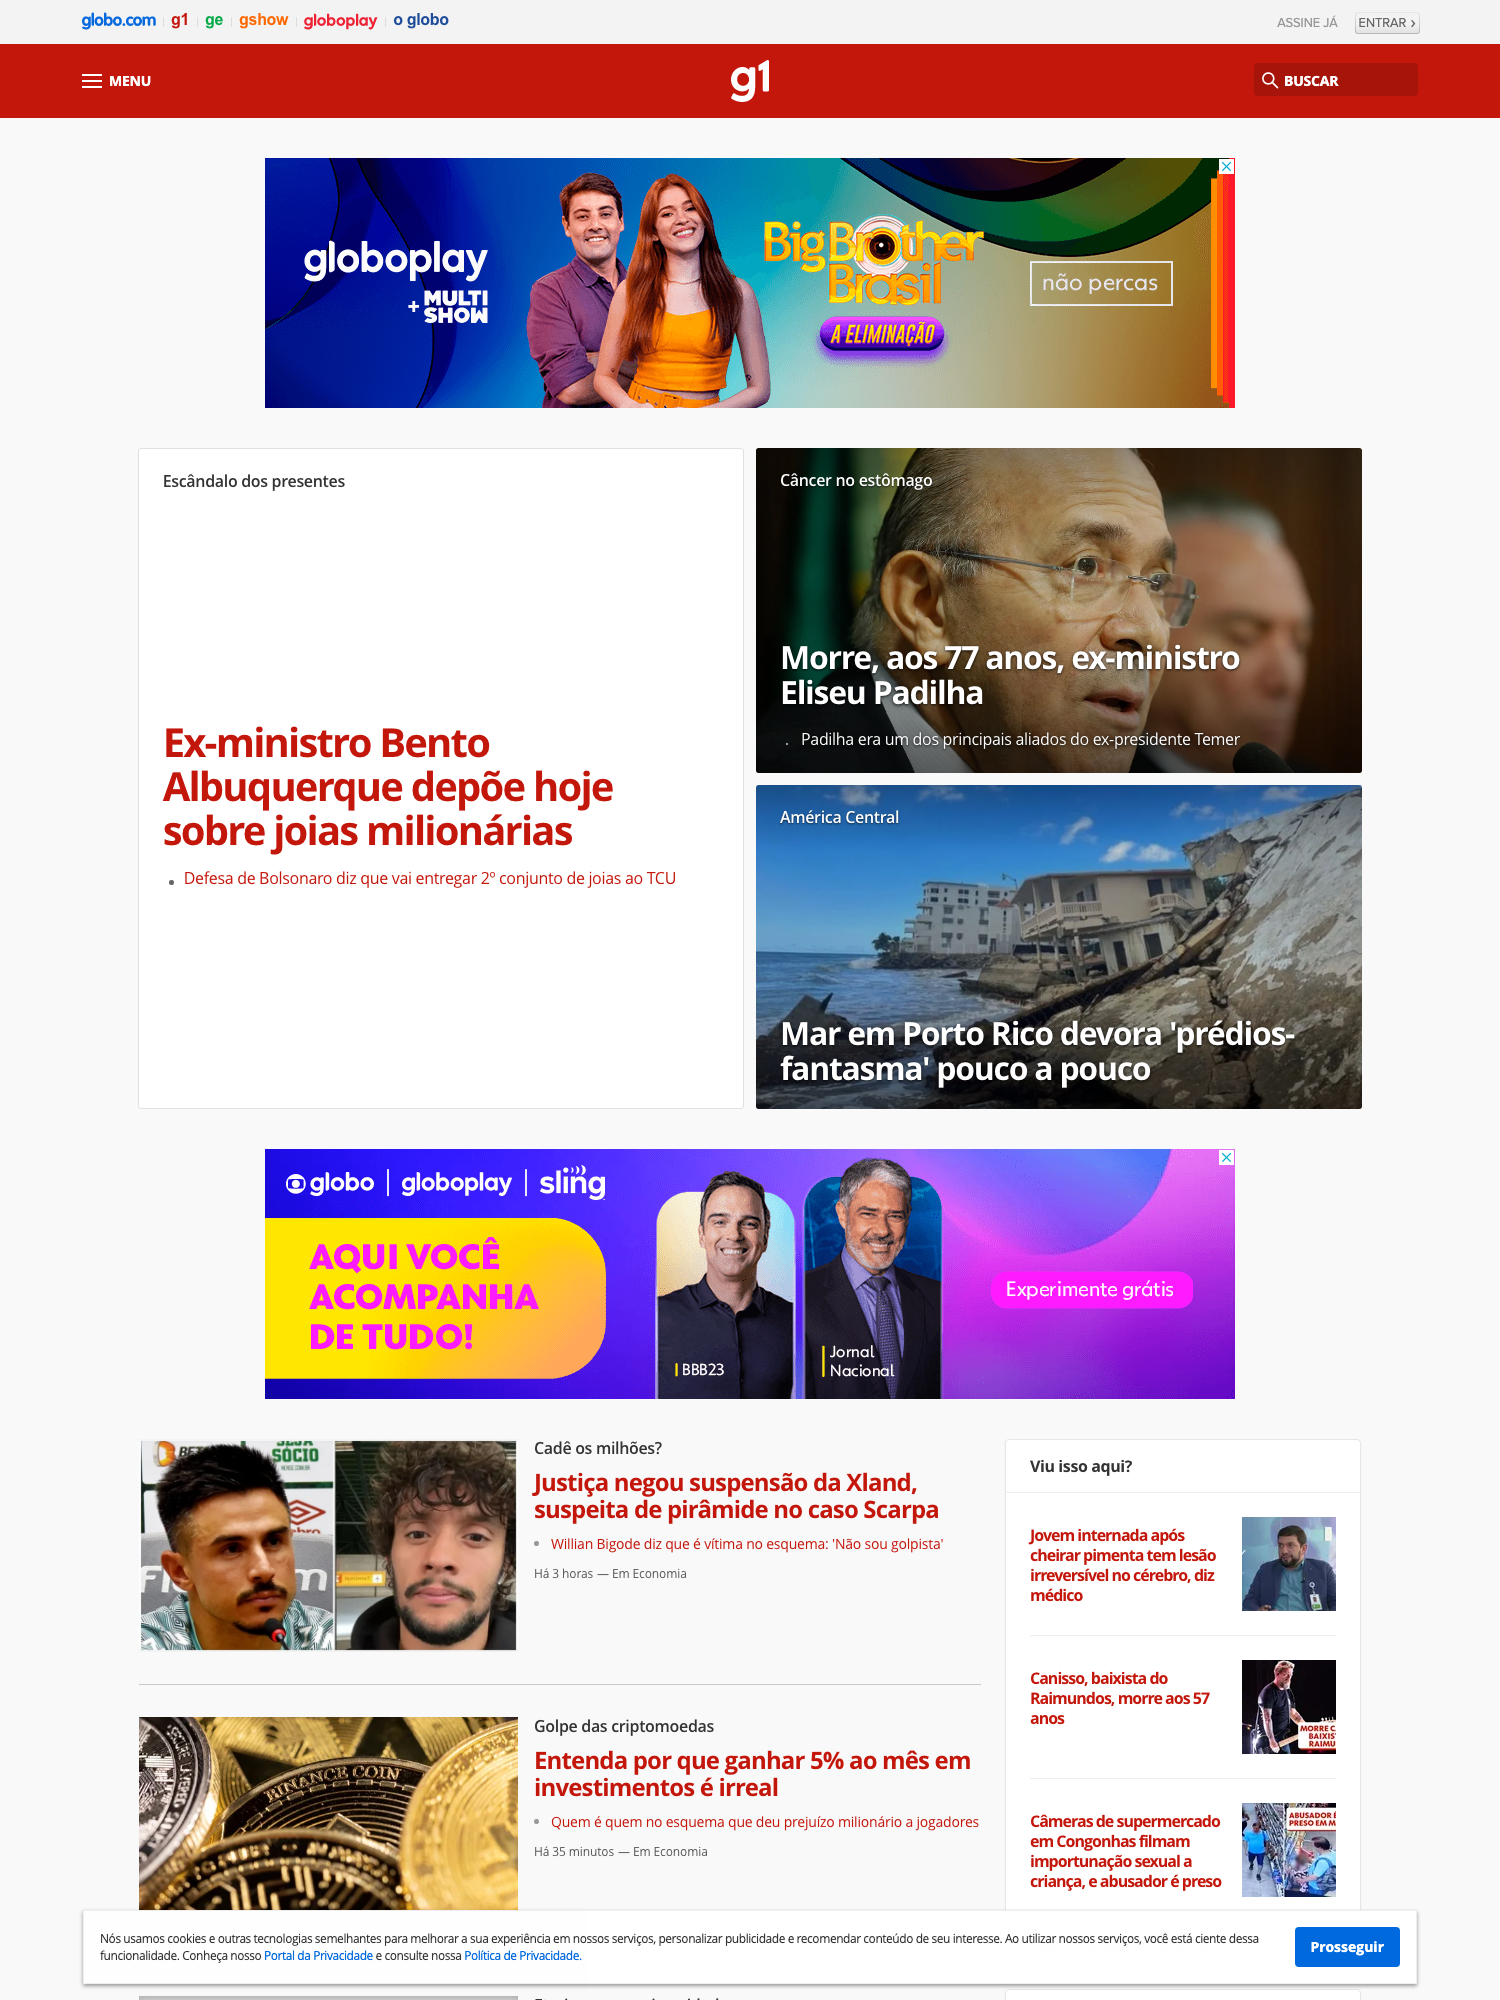 globo.com g1 ge gshow globoplay o globo
ASSINE JÁ ENTRAR ›
MENU
g1
BUSCAR
globoplay
+ MULTI
SHOW
Big Brother
Brasil
A ELIMINAÇÃO
não percas
Escândalo dos presentes
Ex-ministro Bento
Albuquerque depõe hoje
sobre joias milionárias
Defesa de Bolsonaro diz que vai entregar 2º conjunto de joias ao TCU
Câncer no estômago
Morre, aos 77 anos, ex-ministro
Eliseu Padilha
Padilha era um dos principais aliados do ex-presidente Temer
América Central
Mar em Porto Rico devora 'prédios-
fantasma' pouco a pouco
globo | globoplay | sling
AQUI VOCÊ
ACOMPANHA
DE TUDO!
BBB23
Jornal
Nacional
Experimente grátis
SÓCIO
Cadê os milhões?
Justiça negou suspensão da Xland,
suspeita de pirâmide no caso Scarpa
Willian Bigode diz que é vítima no esquema: 'Não sou golpista'
Há 3 horas — Em Economia
BINANCE COIN
Golpe das criptomoedas
Entenda por que ganhar 5% ao mês em
investimentos é irreal
Quem é quem no esquema que deu prejuízo milionário a jogadores
Há 35 minutos — Em Economia
Viu isso aqui?
Jovem internada após
cheirar pimenta tem lesão
irreversível no cérebro, diz
médico
Canisso, baixista do
Raimundos, morre aos 57
anos
MORRE C
BAIXIS
RAIMU
Câmeras de supermercado
em Congonhas filmam
importunação sexual a
criança, e abusador é preso
ABUSADOR É
PRESO EM M
Nós usamos cookies e outras tecnologias semelhantes para melhorar a sua experiência em nossos serviços, personalizar publicidade e recomendar conteúdo de seu interesse. Ao utilizar nossos serviços, você está ciente dessa
funcionalidade. Conheça nosso Portal da Privacidade e consulte nossa Política de Privacidade.
Prosseguir